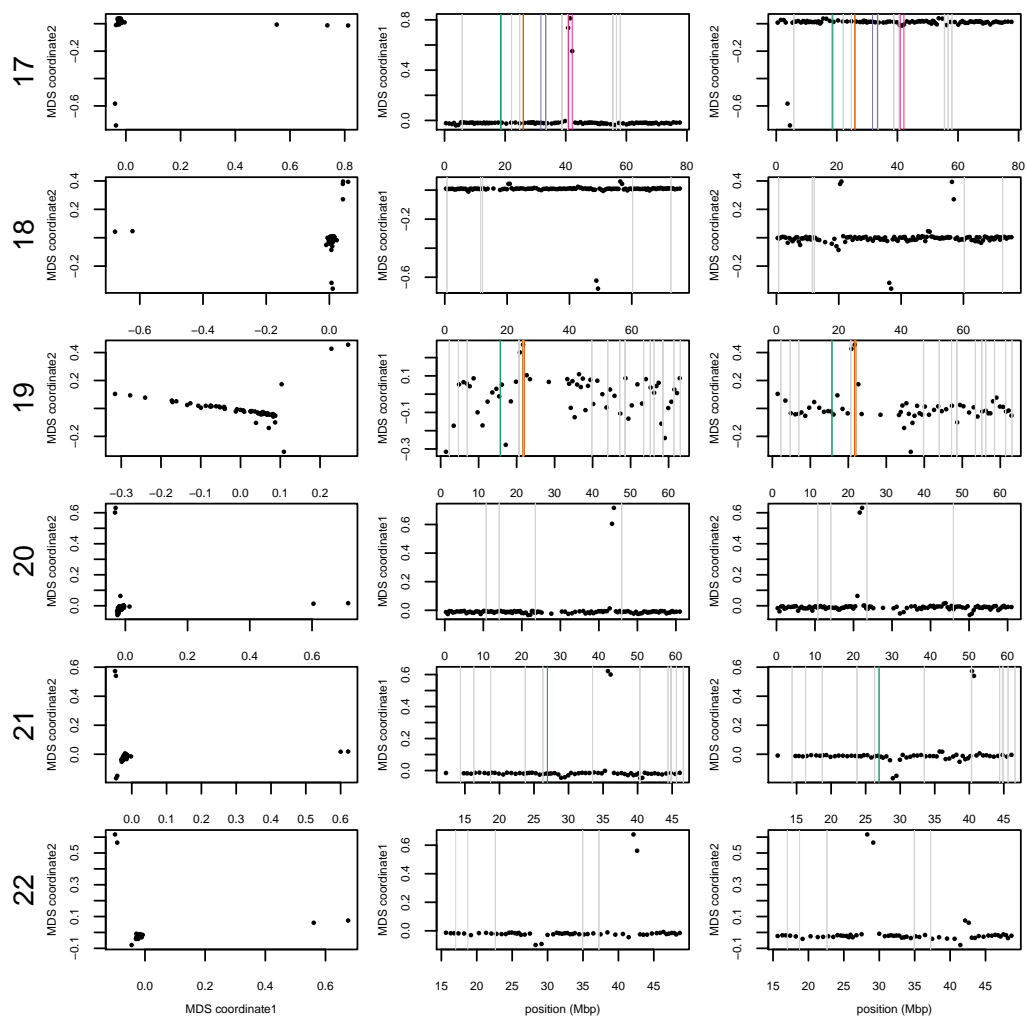 17
MDS coordinate2
−0.6 −0.2
0.0 0.2 0.4 0.6 0.8
MDS coordinate1
0.0 0.4 0.8
0 20 40 60 80
MDS coordinate2
−0.6 −0.2
0 20 40 60 80
18
MDS coordinate2
−0.2 0.0 0.2 0.4
−0.6 −0.4 −0.2 0.0
MDS coordinate1
−0.6 −0.2
0 20 40 60
MDS coordinate2
−0.2 0.0 0.2 0.4
0 20 40 60
19
MDS coordinate2
−0.2 0.0 0.2 0.4
−0.3 −0.2 −0.1 0.0 0.1 0.2
MDS coordinate1
−0.3 −0.1 0.1
0 10 20 30 40 50 60
MDS coordinate2
−0.2 0.0 0.2 0.4
0 10 20 30 40 50 60
20
MDS coordinate2
0.0 0.2 0.4 0.6
0.0 0.2 0.4 0.6
MDS coordinate1
0.0 0.2 0.4 0.6
0 10 20 30 40 50 60
MDS coordinate2
0.0 0.2 0.4 0.6
0 10 20 30 40 50 60
21
MDS coordinate2
0.0 0.2 0.4 0.6
0.0 0.1 0.2 0.3 0.4 0.5 0.6
MDS coordinate1
0.0 0.2 0.4 0.6
15 20 25 30 35 40 45
MDS coordinate2
0.0 0.2 0.4 0.6
15 20 25 30 35 40 45
22
MDS coordinate2
−0.1 0.1 0.3 0.5
0.0 0.2 0.4 0.6
MDS coordinate1
MDS coordinate1
0.0 0.2 0.4 0.6
15 20 25 30 35 40 45
position (Mbp)
MDS coordinate2
−0.1 0.1 0.3 0.5
15 20 25 30 35 40 45
position (Mbp)